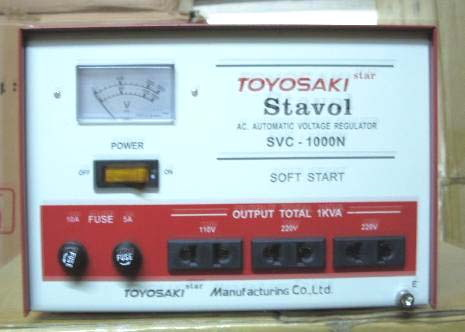 V
TOYOSAKI star
Stavol
AC. AUTOMATIC VOLTAGE REGULATOR
SVC - 1000N
POWER
OFF ON
SOFT START
10A FUSE 5A
OUTPUT TOTAL 1KVA
110V 220V 220V
FUSE FUSE
TOYOSAKI star Manufacturing Co., Ltd.
E